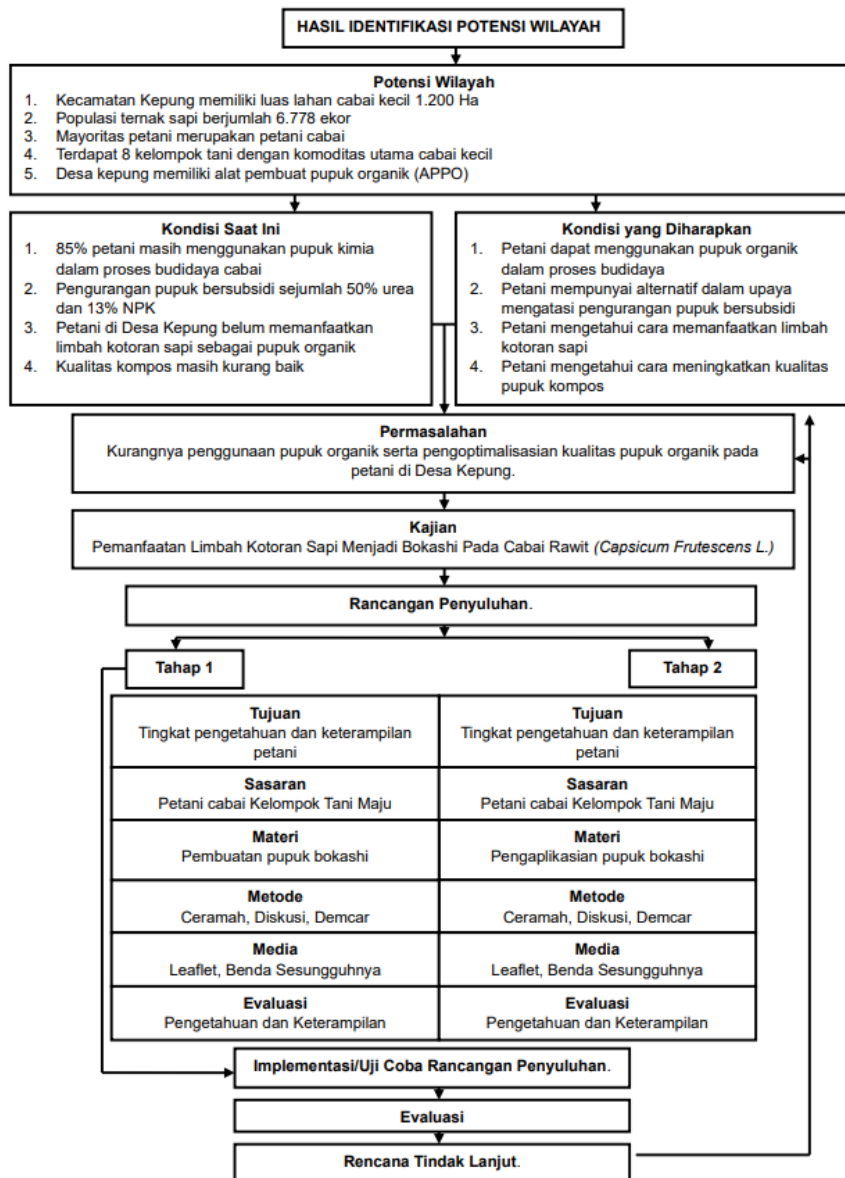 HASIL IDENTIFIKASI POTENSI WILAYAH
Potensi Wilayah
1. Kecamatan Kepung memiliki luas lahan cabai kecil 1.200 Ha
2. Populasi ternak sapi berjumlah 6.778 ekor
3. Mayoritas petani merupakan petani cabai
4. Terdapat 8 kelompok tani dengan komoditas utama cabai kecil
5. Desa kepung memiliki alat pembuat pupuk organik (APPO)
Kondisi Saat Ini
1. 85% petani masih menggunakan pupuk kimia
dalam proses budidaya cabai
2. Pengurangan pupuk bersubsidi sejumlah 50% urea
dan 13% NPK
3. Petani di Desa Kepung belum memanfaatkan
limbah kotoran sapi sebagai pupuk organik
4. Kualitas kompos masih kurang baik
Kondisi yang Diharapkan
1. Petani dapat menggunakan pupuk organik
dalam proses budidaya
2. Petani mempunyai alternatif dalam upaya
mengatasi pengurangan pupuk bersubsidi
3. Petani mengetahui cara memanfaatkan limbah
kotoran sapi
4. Petani mengetahui cara meningkatkan kualitas
pupuk kompos
Permasalahan
Kurangnya penggunaan pupuk organik serta pengoptimalisasian kualitas pupuk organik pada
petani di Desa Kepung.
Kajian
Pemanfaatan Limbah Kotoran Sapi Menjadi Bokashi Pada Cabai Rawit (Capsicum Frutescens L.)
Rancangan Penyuluhan.
Tahap 1
Tahap 2
Tujuan
Tingkat pengetahuan dan keterampilan
petani
Tujuan
Tingkat pengetahuan dan keterampilan
petani
Sasaran
Petani cabai Kelompok Tani Maju
Sasaran
Petani cabai Kelompok Tani Maju
Materi
Pembuatan pupuk bokashi
Materi
Pengaplikasian pupuk bokashi
Metode
Ceramah, Diskusi, Demcar
Metode
Ceramah, Diskusi, Demcar
Media
Leaflet, Benda Sesungguhnya
Media
Leaflet, Benda Sesungguhnya
Evaluasi
Pengetahuan dan Keterampilan
Evaluasi
Pengetahuan dan Keterampilan
Implementasi/Uji Coba Rancangan Penyuluhan.
Evaluasi
Rencana Tindak Lanjut.